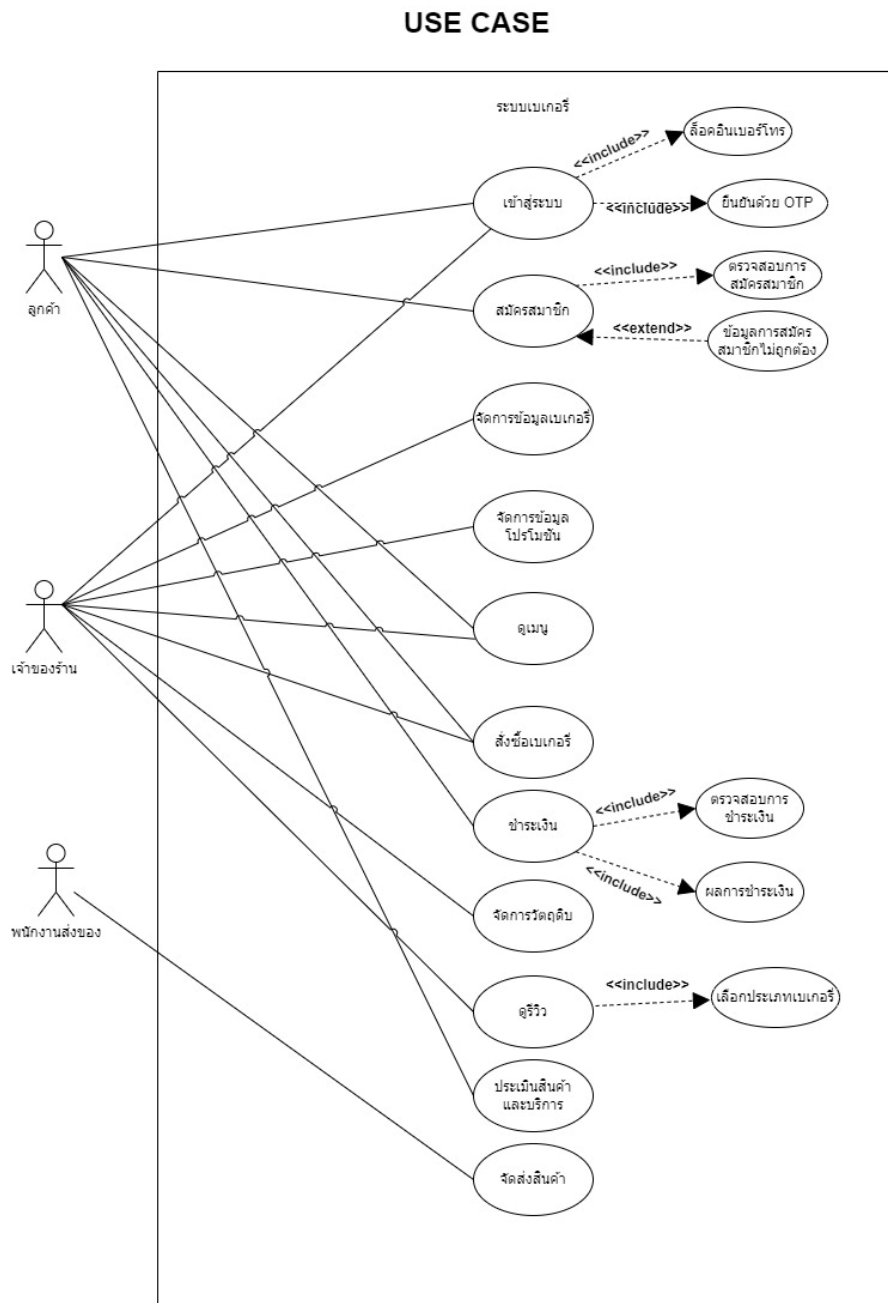 USE CASE
ระบบเบเกอรี่
<<include>>
ล็อคอินเบอร์โทร
เข้าสู่ระบบ
<<include>>
ยืนยันด้วย OTP
ลูกค้า
<<include>>
ตรวจสอบการ
สมัครสมาชิก
สมัครสมาชิก
<<extend>>
ข้อมูลการสมัคร
สมาชิกไม่ถูกต้อง
จัดการข้อมูลเบเกอรี่
จัดการข้อมูล
โปรโมชัน
ดูเมนู
เจ้าของร้าน
สั่งซื้อเบเกอรี่
<<include>>
ตรวจสอบการ
ชำระเงิน
ชำระเงิน
<<include>>
ผลการชำระเงิน
จัดการวัตถุดิบ
พนักงานส่งของ
<<include>>
เลือกประเภทเบเกอรี่
ดูรีวิว
ประเมินสินค้า
และบริการ
จัดส่งสินค้า